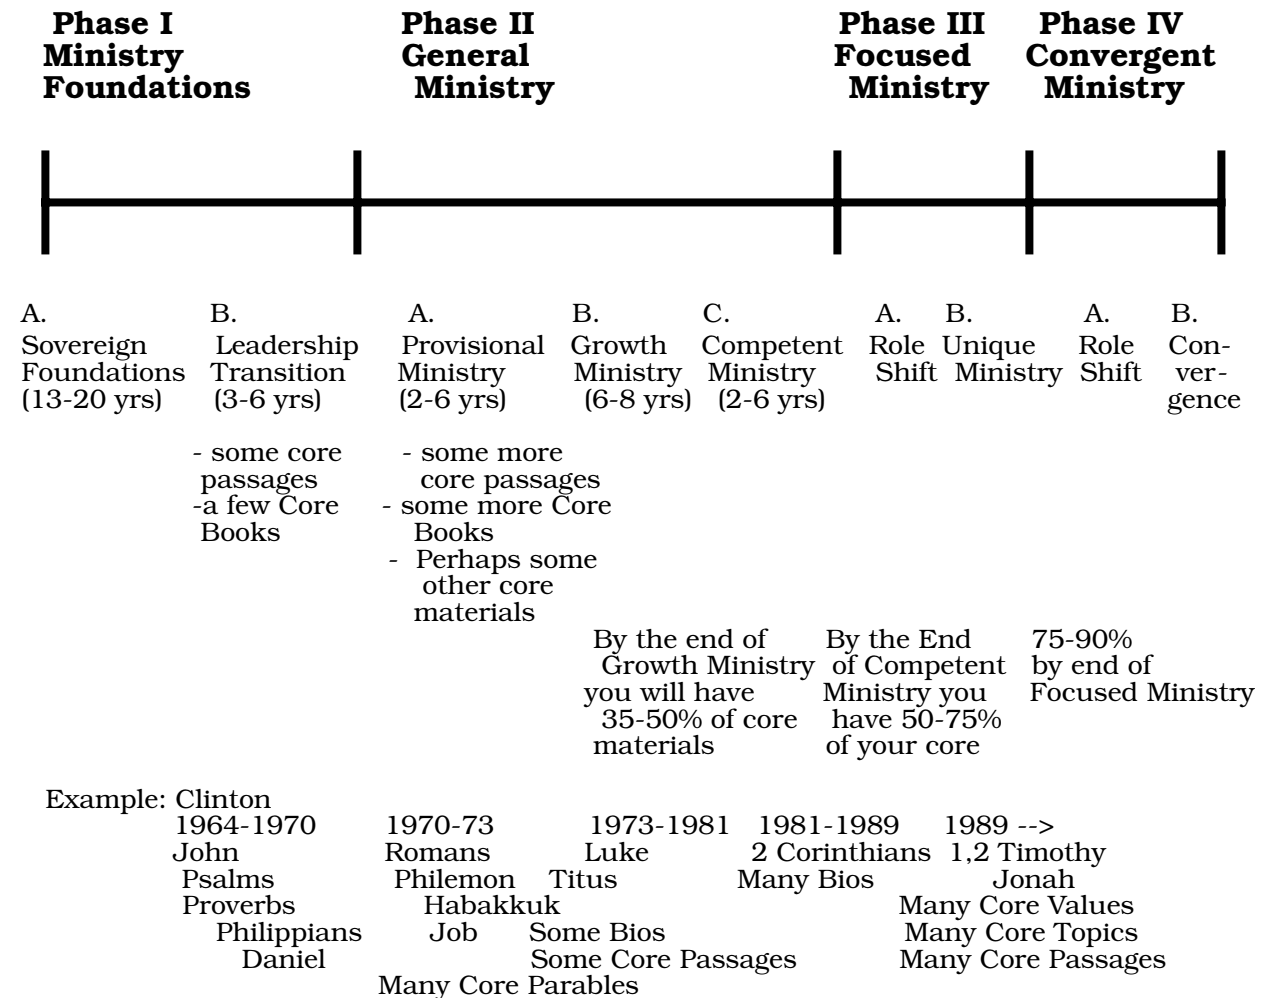 Phase I Phase II Phase III Phase IV
Ministry General Focused Convergent
Foundations Ministry Ministry Ministry
A. B. A. B. C. A. B. A. B.
Sovereign Leadership Provisional Growth Competent Role Unique Role Con-
Foundations Transition Ministry Ministry Ministry Shift Ministry Shift ver-
(13-20 yrs) (3-6 yrs) (2-6 yrs) (6-8 yrs) (2-6 yrs) gence
- some core - some more
passages core passages
-a few Core - some more Core
Books Books
- Perhaps some
other core
materials
By the end of By the End 75-90%
Growth Ministry of Competent by end of
you will have Ministry you Focused Ministry
35-50% of core have 50-75%
materials of your core
Example: Clinton
1964-1970 1970-73 1973-1981 1981-1989 1989 -->
John Romans Luke 2 Corinthians 1,2 Timothy
Psalms Philemon Titus Many Bios Jonah
Proverbs Habakkuk Many Core Values
Philippians Job Some Bios Many Core Topics
Daniel Some Core Passages Many Core Passages
Many Core Parables